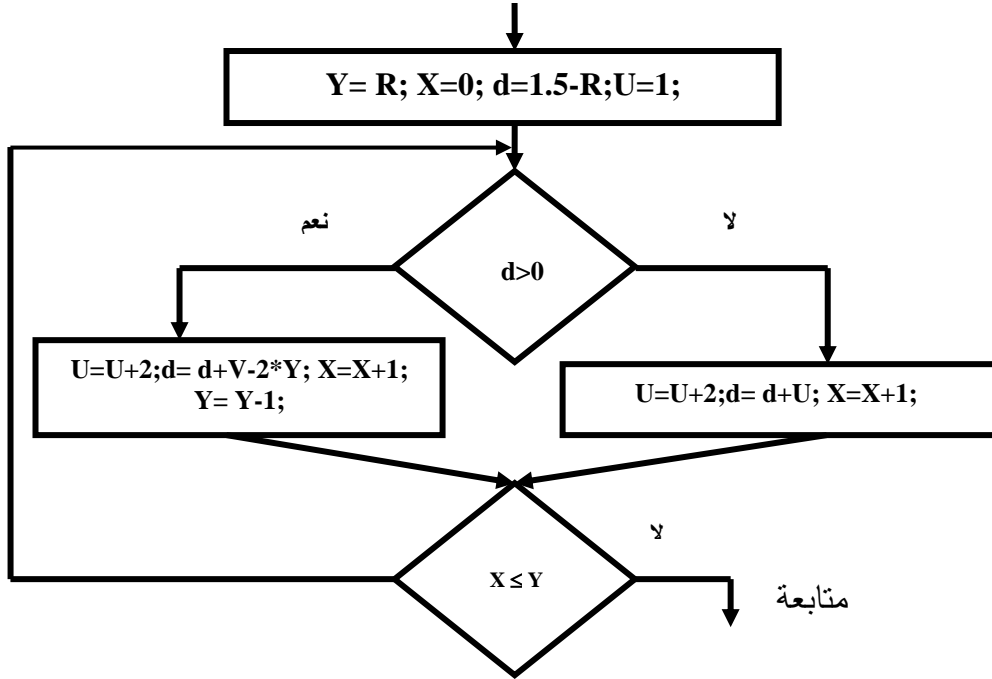 Y= R; X=0; d=1.5-R;U=1;
نعم
لا
d>0
U=U+2;d= d+V-2*Y; X=X+1;
Y= Y-1;
U=U+2;d= d+U; X=X+1;
لا
X ≤ Y
متابعة